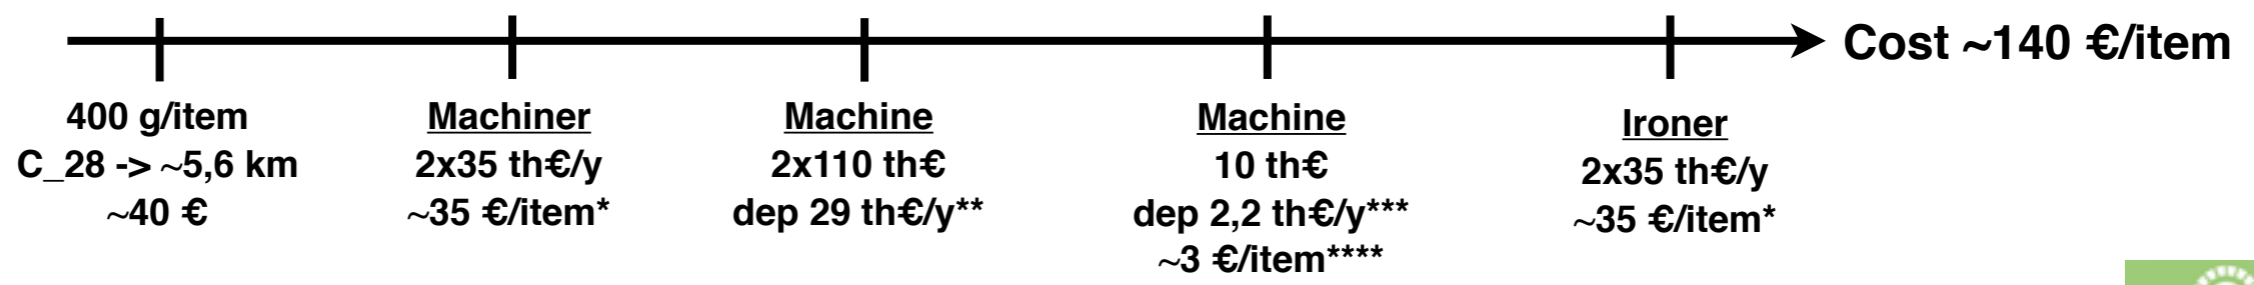 Cost ~140 €/item
400 g/item
C_28 -> ~5,6 km
~40 €
Machiner
2x35 th€/y
~35 €/item*
Machine
2x110 th€
dep 29 th€/y**
Machine
10 th€
dep 2,2 th€/y***
~3 €/item****
Ironer
2x35 th€/y
~35 €/item*